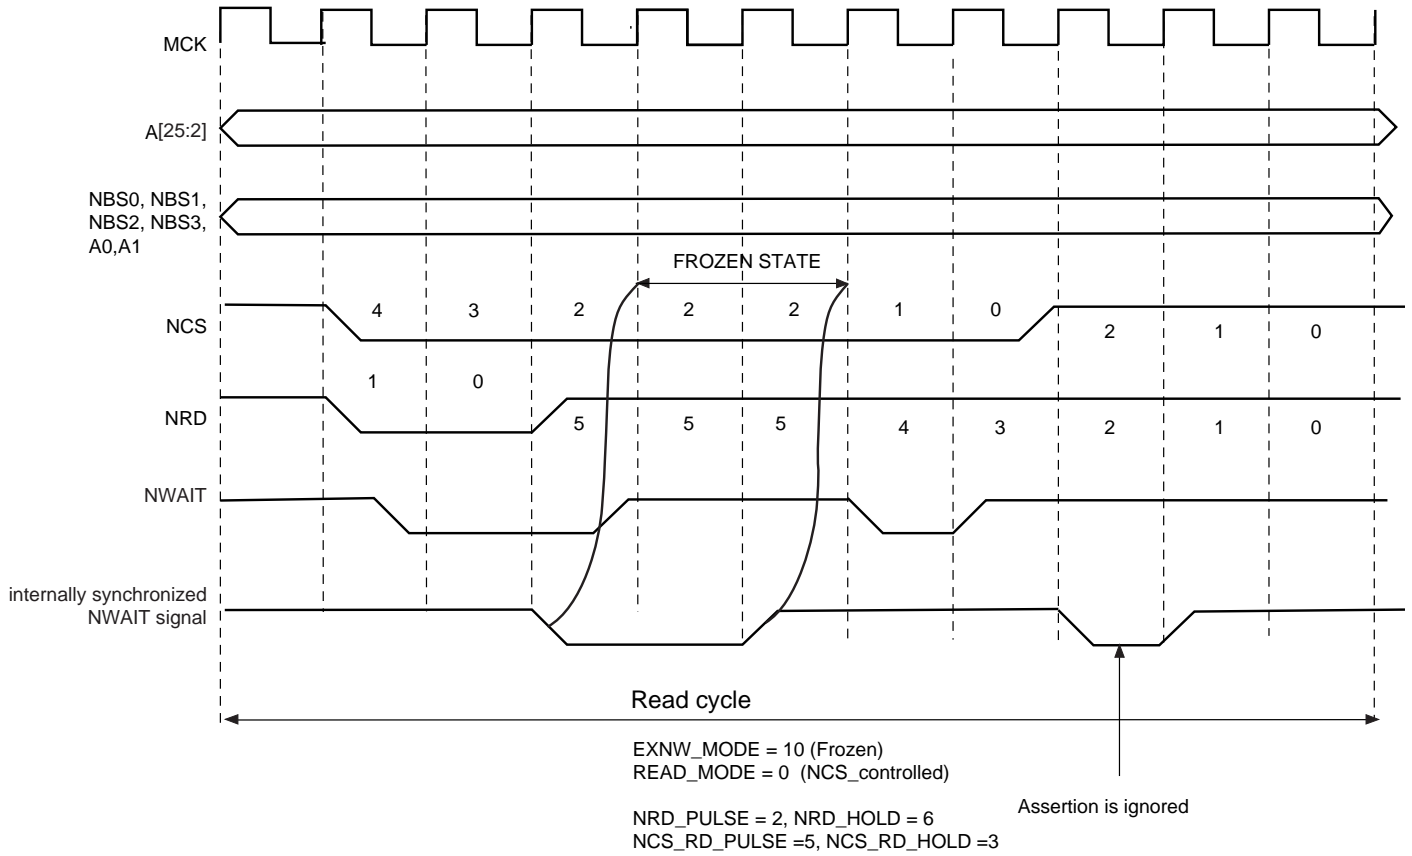 MCK
A[25:2]
NBS0, NBS1,
NBS2, NBS3,
A0,A1
FROZEN STATE
NCS
4 3 2 2 2 1 0
2 1 0
1 0
NRD
5 5 5 4 3 2 1 0
NWAIT
internally synchronized
NWAIT signal
Read cycle
EXNW_MODE = 10 (Frozen)
READ_MODE = 0 (NCS_controlled)
Assertion is ignored
NRD_PULSE = 2, NRD_HOLD = 6
NCS_RD_PULSE =5, NCS_RD_HOLD =3